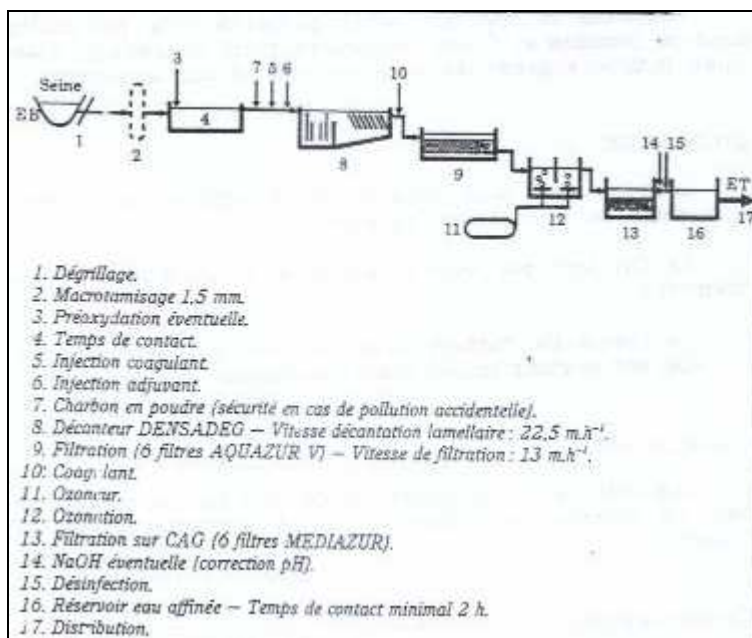 3 7 5 6 10
Seine
EB 1 2 4 8 9 14 15
ET
11 12 13 16 17
1. Dégrillage.
2. Macrotamisage 1,5 mm.
3. Préoxydation éventuelle.
4. Temps de contact.
5. Injection coagulant.
6. Injection adjuvant.
7. Charbon en poudre (sécurité en cas de pollution accidentelle).
8. Décanteur DENSADEG – Vitesse décantation lamellaire : 22,5 m.h⁻¹.
9. Filtration (6 filtres AQUAZUR V) – Vitesse de filtration : 13 m.h⁻¹.
10. Coagulant.
11. Ozoneur.
12. Ozonation.
13. Filtration sur CAG (6 filtres MEDIAZUR).
14. NaOH éventuelle (correction pH).
15. Désinfection.
16. Réservoir eau affinée – Temps de contact minimal 2 h.
17. Distribution.